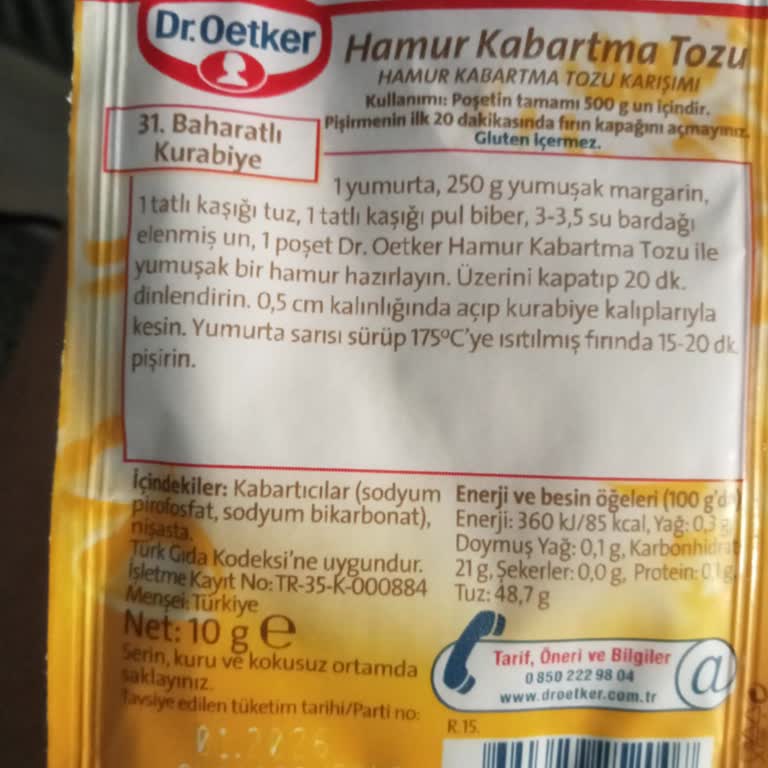 Dr.Oetker
Hamur Kabartma Tozu
HAMUR KABARTMA TOZU KARIŞIMI
Kullanımı: Poşetin tamamı 500 g un içindir.
Pişirmenin ilk 20 dakikasında fırın kapağını açmayınız.
Gluten İçermez.
31. Baharatlı
Kurabiye
1 yumurta, 250 g yumuşak margarin,
1 tatlı kaşığı tuz, 1 tatlı kaşığı pul biber, 3-3,5 su bardağı
elenmiş un, 1 poşet Dr. Oetker Hamur Kabartma Tozu ile
yumuşak bir hamur hazırlayın. Üzerini kapatıp 20 dk.
dinlendirin. 0,5 cm kalınlığında açıp kurabiye kalıplarıyla
kesin. Yumurta sarısı sürüp 175ºC'ye ısıtılmış fırında 15-20 dk
pişirin.
İçindekiler: Kabartıcılar (sodyum
pirofosfat, sodyum bikarbonat),
nişasta.
Türk Gıda Kodeksi'ne uygundur.
İşletme Kayıt No: TR-35-K-000884
Menşei: Türkiye
Net: 10 g e
Serin, kuru ve kokusuz ortamda
saklayınız.
Tavsiye edilen tüketim tarihi/Parti no:
01.2026
Enerji ve besin öğeleri (100 g'da)
Enerji: 360 kJ/85 kcal, Yağ: 0,3 g
Doymuş Yağ: 0,1 g, Karbonhidrat
21 g, Şekerler: 0,0 g, Protein: 0,1 g,
Tuz: 48,7 g
Tarif, Öneri ve Bilgiler
0 850 222 98 04
www.droetker.com.tr
@
R.15.